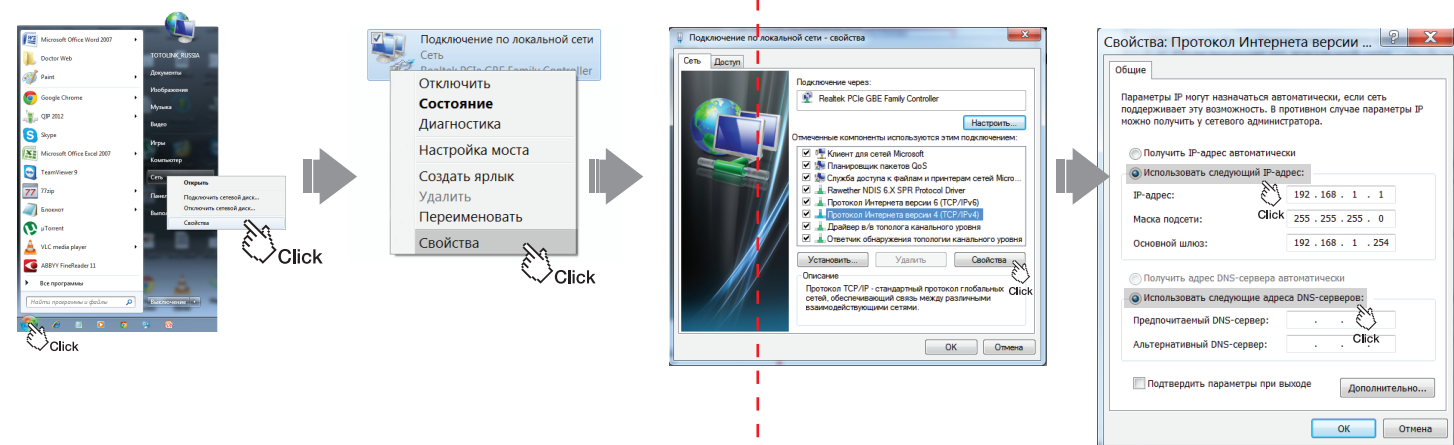 Microsoft Office Word 2007
Doctor Web
Paint
Google Chrome
QIP 2012
Skype
Microsoft Office Excel 2007
TeamViewer 8
77
77zip
Блокнот
µTorrent
VLC media player
ABBYY FineReader 11
Все программы
Найти программы и файлы
TOTOLINK_RUSSIA
Документы
Изображения
Музыка
Видео
Игры
Компьютер
Сеть
Панел
Выпол
Выключение
Открыть
Подключить сетевой диск...
Отключить сетевой диск...
Свойства
Click
Click
Подключение по локальной сети
Сеть
Realtek PCIe GBE Family Controller
Отключить
Состояние
Диагностика
Настройка моста
Создать ярлык
Удалить
Переименовать
Свойства
Click
Подключение по локальной сети - свойства
Сеть
Доступ
Подключение через:
Realtek PCIe GBE Family Controller
Настроить...
Отмеченные компоненты используются этим подключением:
Клиент для сетей Microsoft
Планировщик пакетов QoS
Служба доступа к файлам и принтерам сетей Micro...
Rawether NDIS 6.X SPR Protocol Driver
Протокол Интернета версии 6 (TCP/IPv6)
Протокол Интернета версии 4 (TCP/IPv4)
Драйвер в/в тополога канального уровня
Ответчик обнаружения топологии канального уровня
Установить...
Удалить
Свойства
Click
Описание
Протокол TCP/IP - стандартный протокол глобальных
сетей, обеспечивающий связь между различными
взаимодействующими сетями.
OK
Отмена
Свойства: Протокол Интернета версии ...
Общие
Параметры IP могут назначаться автоматически, если сеть
поддерживает эту возможность. В противном случае параметры IP
можно получить у сетевого администратора.
Получить IP-адрес автоматически
Использовать следующий IP-адрес:
IP-адрес:
192 . 168 . 1 . 1
Click
Маска подсети:
255 . 255 . 255 . 0
Основной шлюз:
192 . 168 . 1 . 254
Получить адрес DNS-сервера автоматически
Использовать следующие адреса DNS-серверов:
Предпочитаемый DNS-сервер:
Click
Альтернативный DNS-сервер:
Подтвердить параметры при выходе
Дополнительно...
OK
Отмена